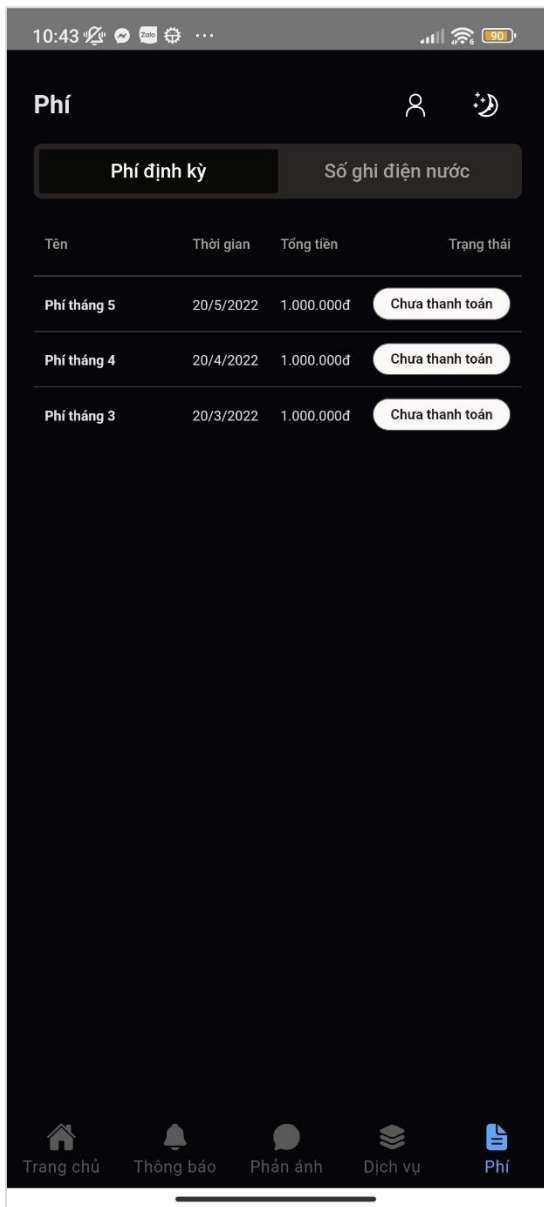 10:43 Zalo ... 90
Phí
Phí định kỳ Số ghi điện nước
Tên Thời gian Tổng tiền Trạng thái
Phí tháng 5 20/5/2022 1.000.000đ Chưa thanh toán
Phí tháng 4 20/4/2022 1.000.000đ Chưa thanh toán
Phí tháng 3 20/3/2022 1.000.000đ Chưa thanh toán
Trang chủ Thông báo Phản ánh Dịch vụ Phí